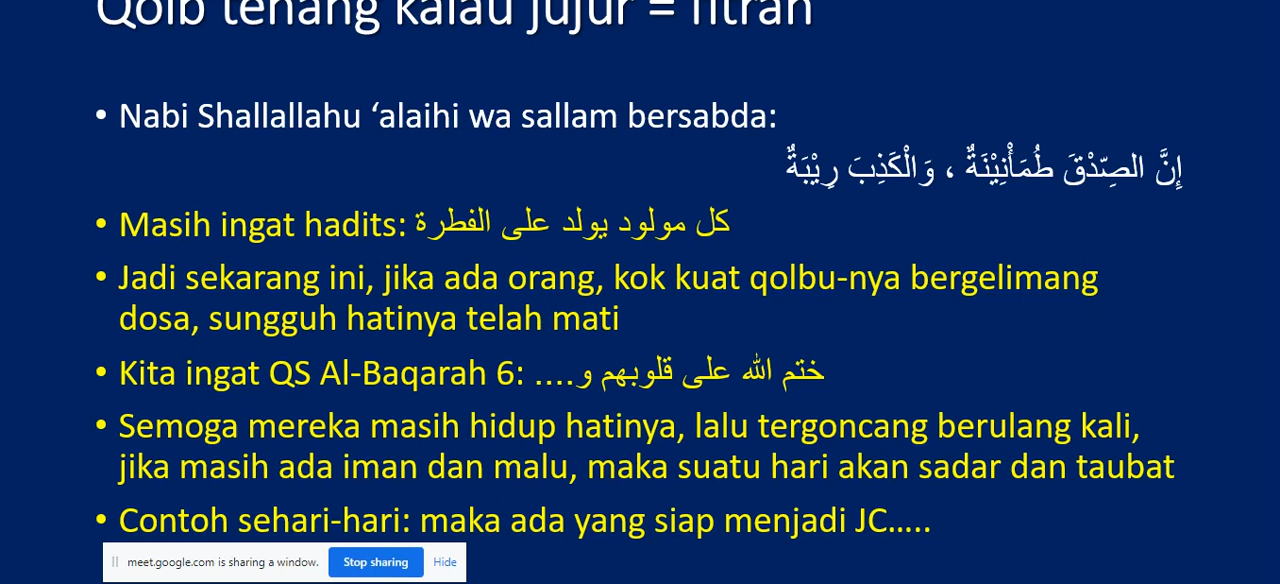 Qolb tenang kalau jujur = fitrah
• Nabi Shallallahu ‘alaihi wa sallam bersabda:
إِنَّ الصِّدْقَ طُمَأْنِيْنَةٌ ، وَالْكَذِبَ رِيْبَةٌ
• Masih ingat hadits: كل مولود يولد على الفطرة
• Jadi sekarang ini, jika ada orang, kok kuat qolbu-nya bergelimang
dosa, sungguh hatinya telah mati
• Kita ingat QS Al-Baqarah 6: ختم الله على قلوبهم و....
• Semoga mereka masih hidup hatinya, lalu tergoncang berulang kali,
jika masih ada iman dan malu, maka suatu hari akan sadar dan taubat
• Contoh sehari-hari: maka ada yang siap menjadi JC…..
meet.google.com is sharing a window. Stop sharing Hide